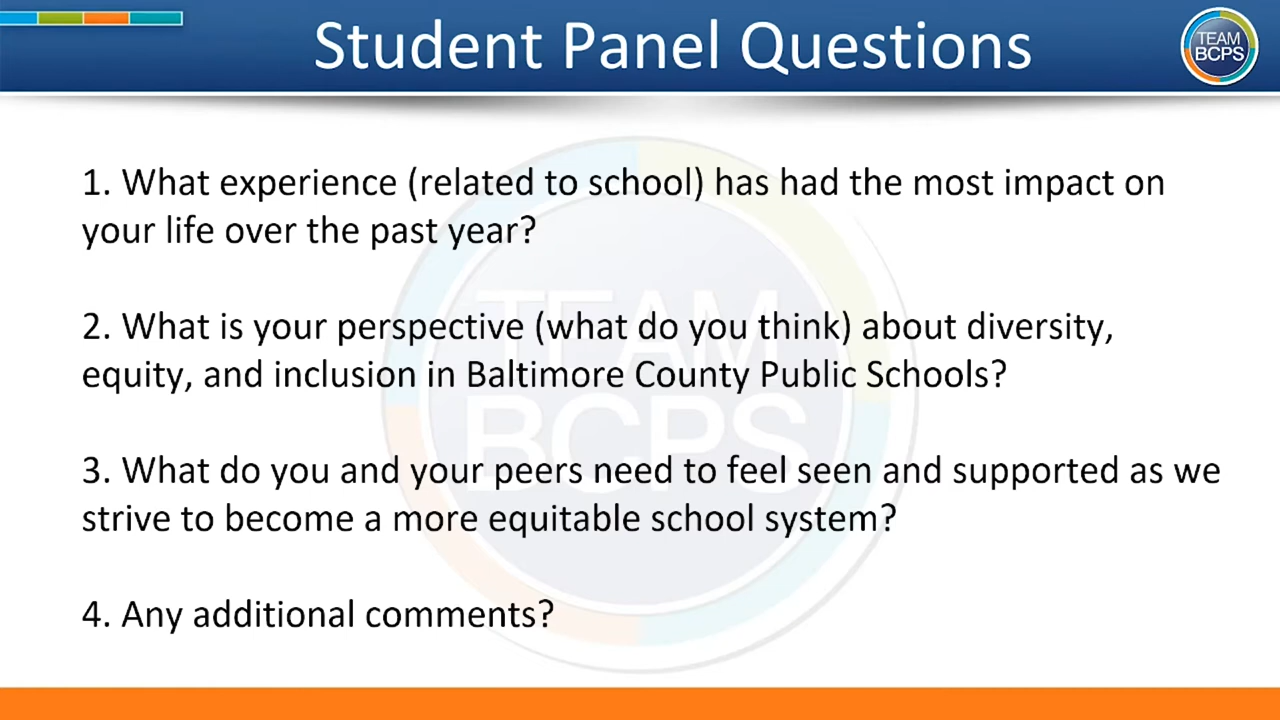 Student Panel Questions
TEAM
BCPS
1. What experience (related to school) has had the most impact on
your life over the past year?
2. What is your perspective (what do you think) about diversity,
equity, and inclusion in Baltimore County Public Schools?
3. What do you and your peers need to feel seen and supported as we
strive to become a more equitable school system?
4. Any additional comments?
TEAM
BCPS